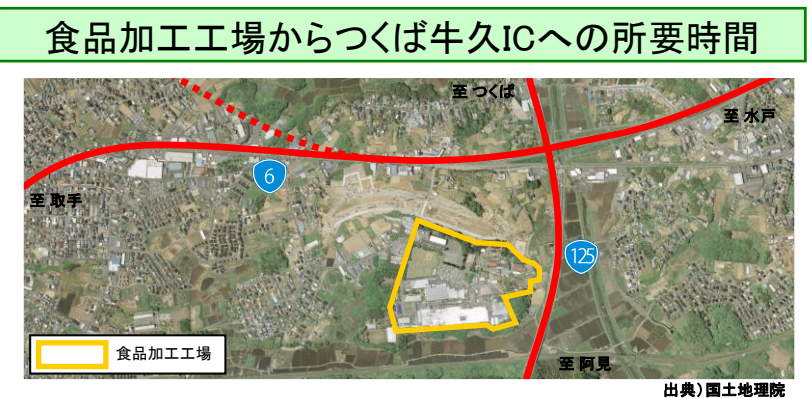 食品加工工場からつくば牛久ICへの所要時間
至 つくば
至 水戸
6
至 取手
125
食品加工工場
至 阿見
出典）国土地理院